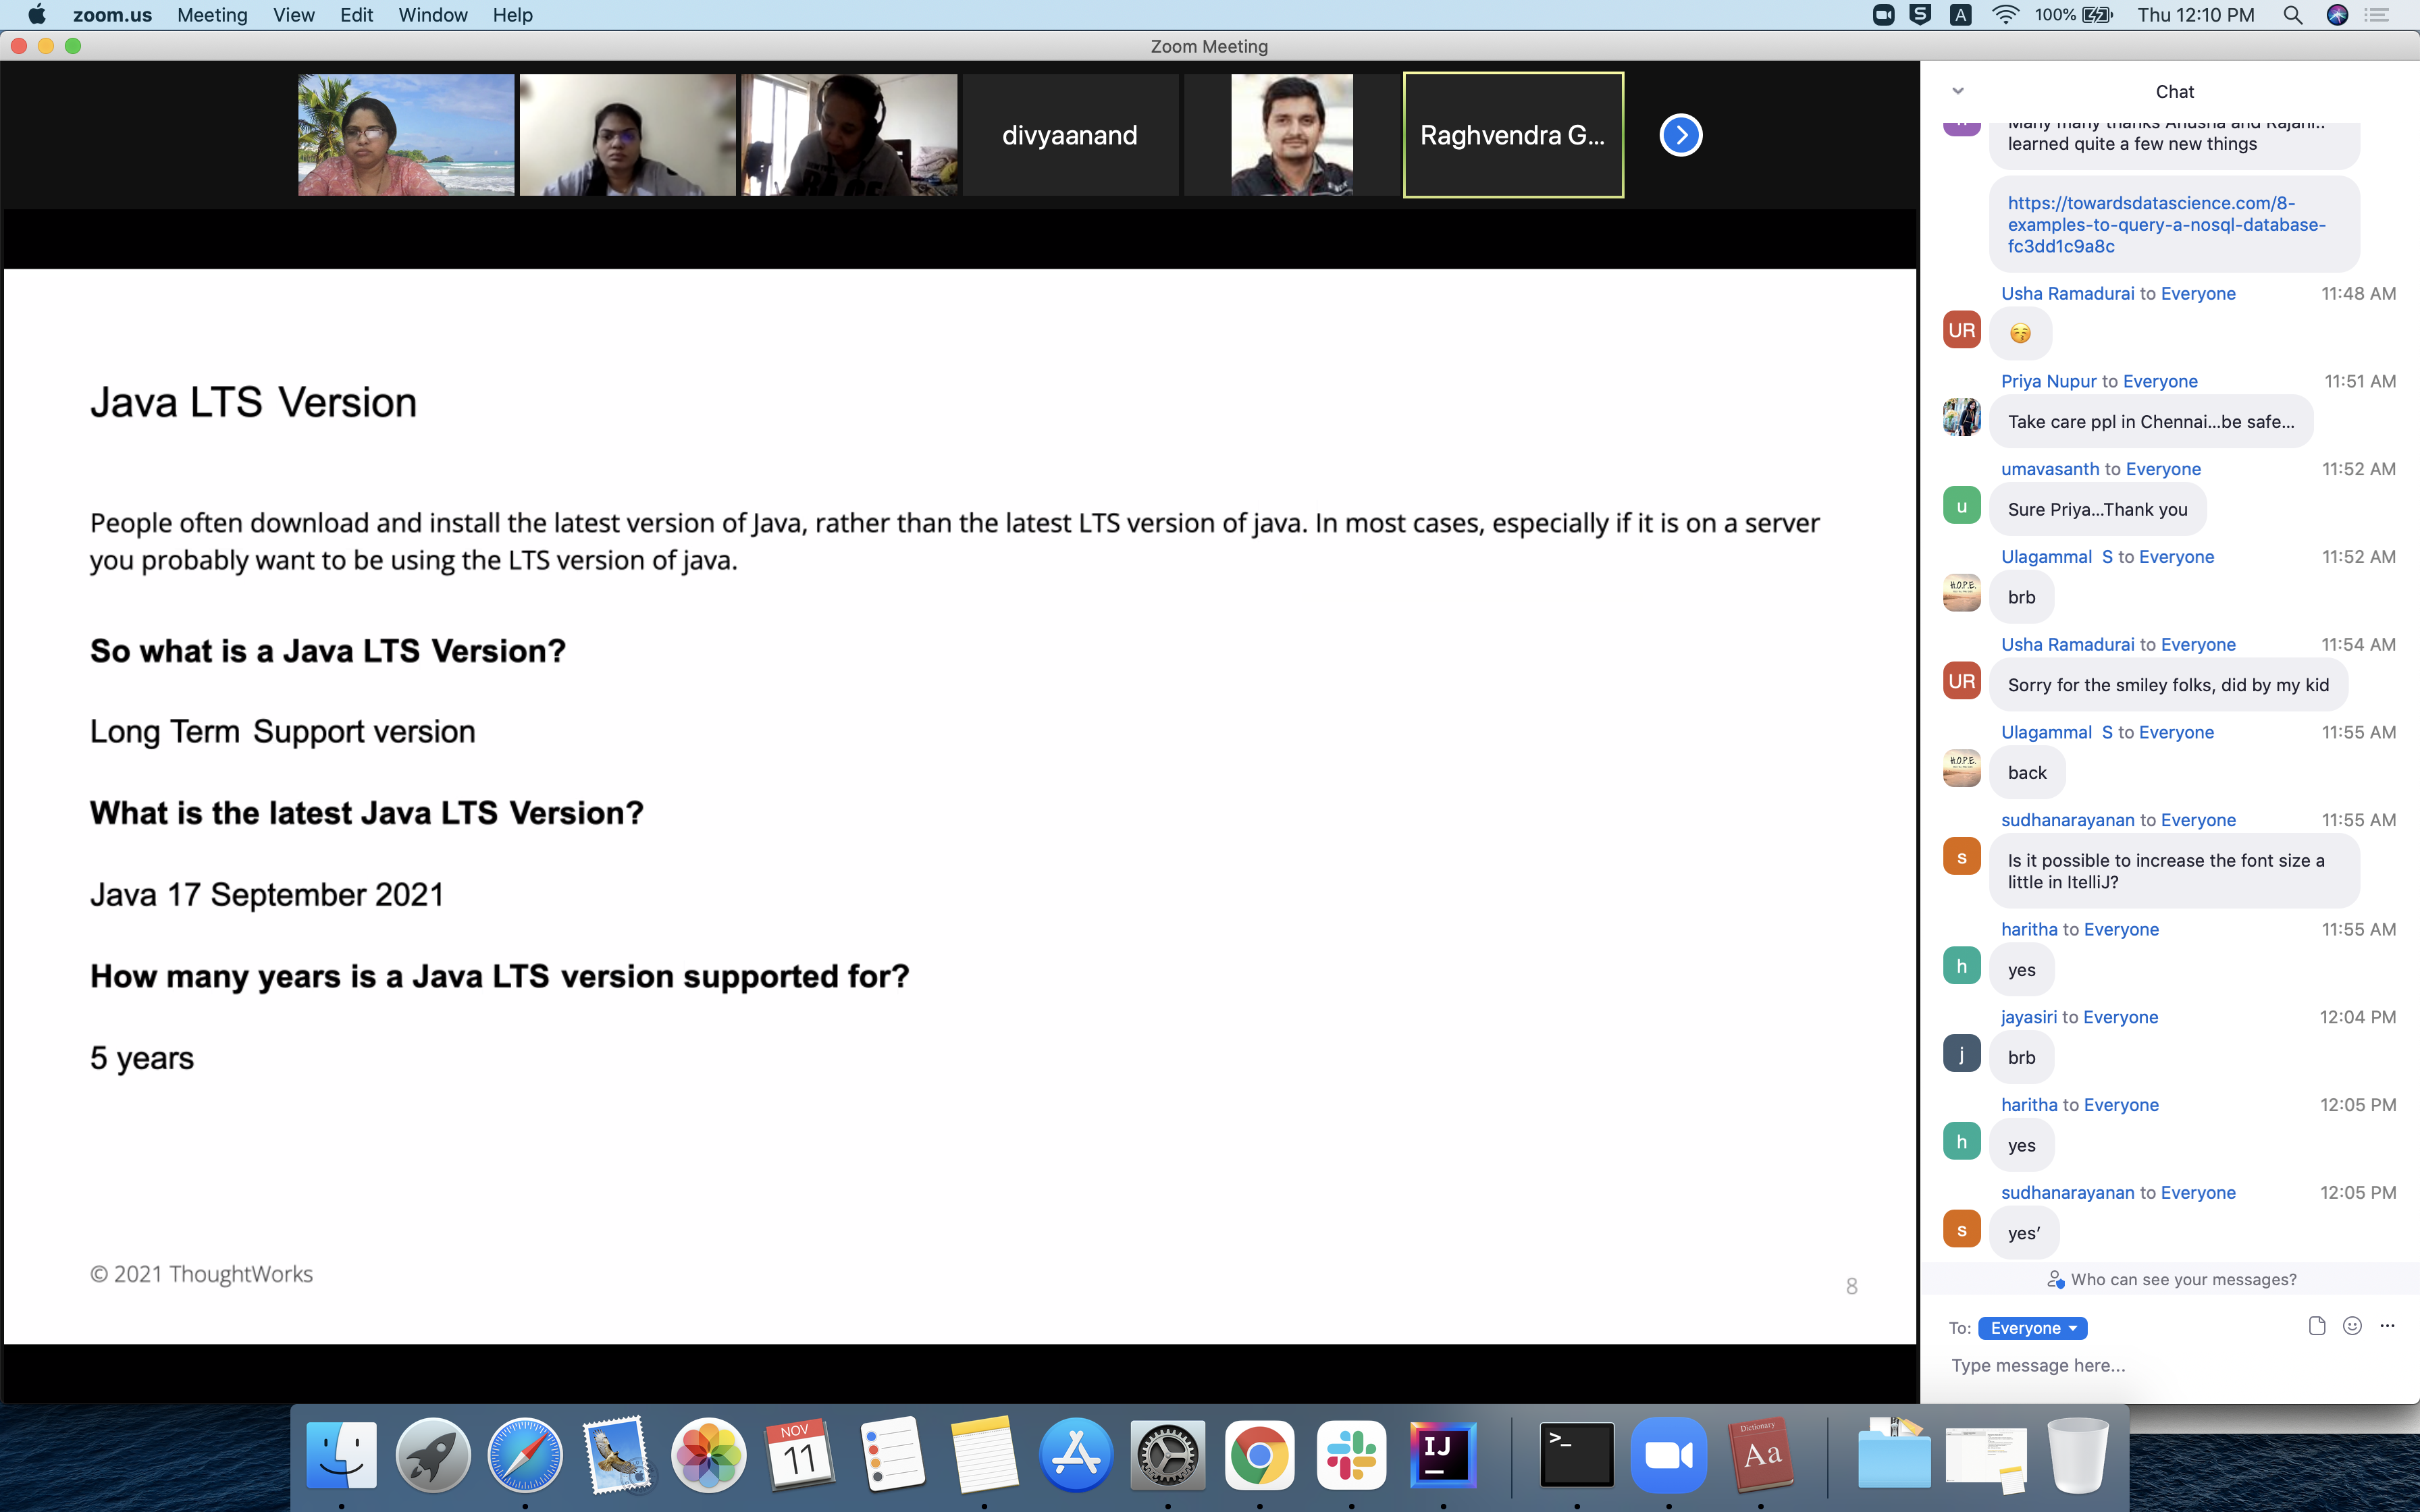 zoom.us Meeting View Edit Window Help
100% Thu 12:10 PM
Zoom Meeting
divyaanand
Raghvendra G...
Java LTS Version
People often download and install the latest version of Java, rather than the latest LTS version of java. In most cases, especially if it is on a server
you probably want to be using the LTS version of java.
So what is a Java LTS Version?
Long Term Support version
What is the latest Java LTS Version?
Java 17 September 2021
How many years is a Java LTS version supported for?
5 years
© 2021 ThoughtWorks
8
Chat
Many many thanks Anusha and Rajani..
learned quite a few new things
https://towardsdatascience.com/8-
examples-to-query-a-nosql-database-
fc3dd1c9a8c
Usha Ramadurai to Everyone 11:48 AM
UR
Priya Nupur to Everyone 11:51 AM
Take care ppl in Chennai...be safe...
umavasanth to Everyone 11:52 AM
u
Sure Priya...Thank you
Ulagammal S to Everyone 11:52 AM
H.O.P.E.
brb
Usha Ramadurai to Everyone 11:54 AM
UR
Sorry for the smiley folks, did by my kid
Ulagammal S to Everyone 11:55 AM
H.O.P.E.
back
sudhanarayanan to Everyone 11:55 AM
s
Is it possible to increase the font size a
little in ItelliJ?
haritha to Everyone 11:55 AM
h
yes
jayasiri to Everyone 12:04 PM
j
brb
haritha to Everyone 12:05 PM
h
yes
sudhanarayanan to Everyone 12:05 PM
s
yes’
Who can see your messages?
To: Everyone
Type message here...
NOV
11
IJ
>_
Dictionary
Aa